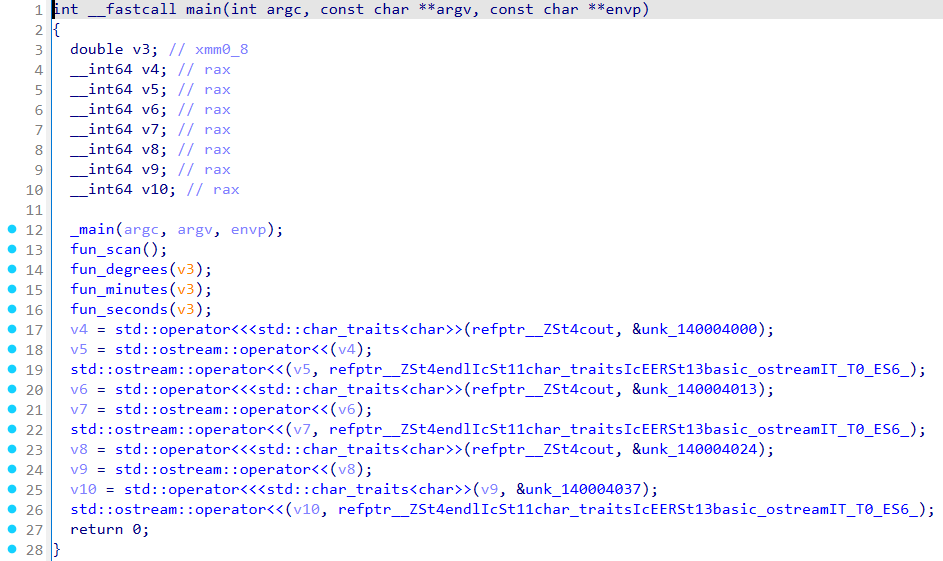 1 int __fastcall main(int argc, const char **argv, const char **envp)
2 {
3   double v3; // xmm0_8
4   __int64 v4; // rax
5   __int64 v5; // rax
6   __int64 v6; // rax
7   __int64 v7; // rax
8   __int64 v8; // rax
9   __int64 v9; // rax
10   __int64 v10; // rax
11
12   _main(argc, argv, envp);
13   fun_scan();
14   fun_degrees(v3);
15   fun_minutes(v3);
16   fun_seconds(v3);
17   v4 = std::operator<<<std::char_traits<char>>(refptr__ZSt4cout, &unk_140004000);
18   v5 = std::ostream::operator<<(v4);
19   std::ostream::operator<<(v5, refptr__ZSt4endlIcSt11char_traitsIcEERSt13basic_ostreamIT_T0_ES6_);
20   v6 = std::operator<<<std::char_traits<char>>(refptr__ZSt4cout, &unk_140004013);
21   v7 = std::ostream::operator<<(v6);
22   std::ostream::operator<<(v7, refptr__ZSt4endlIcSt11char_traitsIcEERSt13basic_ostreamIT_T0_ES6_);
23   v8 = std::operator<<<std::char_traits<char>>(refptr__ZSt4cout, &unk_140004024);
24   v9 = std::ostream::operator<<(v8);
25   v10 = std::operator<<<std::char_traits<char>>(v9, &unk_140004037);
26   std::ostream::operator<<(v10, refptr__ZSt4endlIcSt11char_traitsIcEERSt13basic_ostreamIT_T0_ES6_);
27   return 0;
28 }